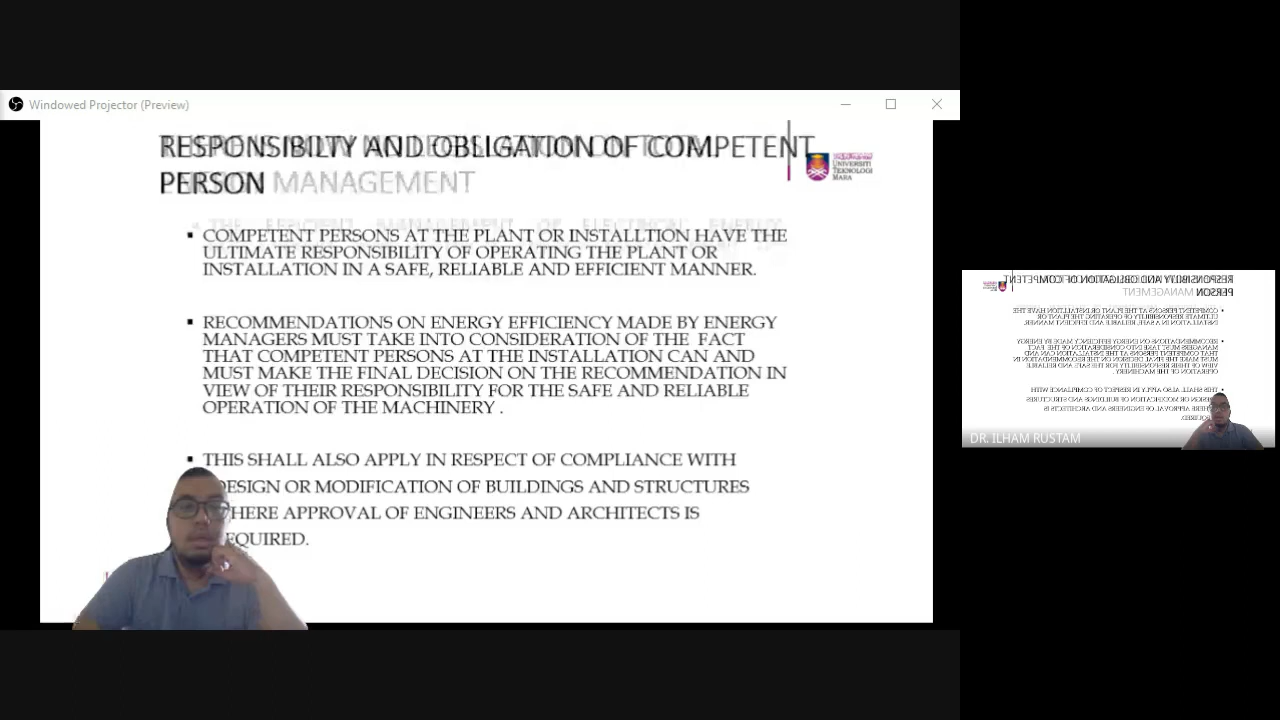 Windowed Projector (Preview)
RESPONSIBILTY AND OBLIGATION OF COMPETENT
PERSON MANAGEMENT
UNIVERSITI
TEKNOLOGI
MARA
▪ COMPETENT PERSONS AT THE PLANT OR INSTALLTION HAVE THE
ULTIMATE RESPONSIBILITY OF OPERATING THE PLANT OR
INSTALLATION IN A SAFE, RELIABLE AND EFFICIENT MANNER.
▪ RECOMMENDATIONS ON ENERGY EFFICIENCY MADE BY ENERGY
MANAGERS MUST TAKE INTO CONSIDERATION OF THE FACT
THAT COMPETENT PERSONS AT THE INSTALLATION CAN AND
MUST MAKE THE FINAL DECISION ON THE RECOMMENDATION IN
VIEW OF THEIR RESPONSIBILITY FOR THE SAFE AND RELIABLE
OPERATION OF THE MACHINERY .
▪ THIS SHALL ALSO APPLY IN RESPECT OF COMPLIANCE WITH
DESIGN OR MODIFICATION OF BUILDINGS AND STRUCTURES
HERE APPROVAL OF ENGINEERS AND ARCHITECTS IS
EQUIRED.
DR. ILHAM RUSTAM